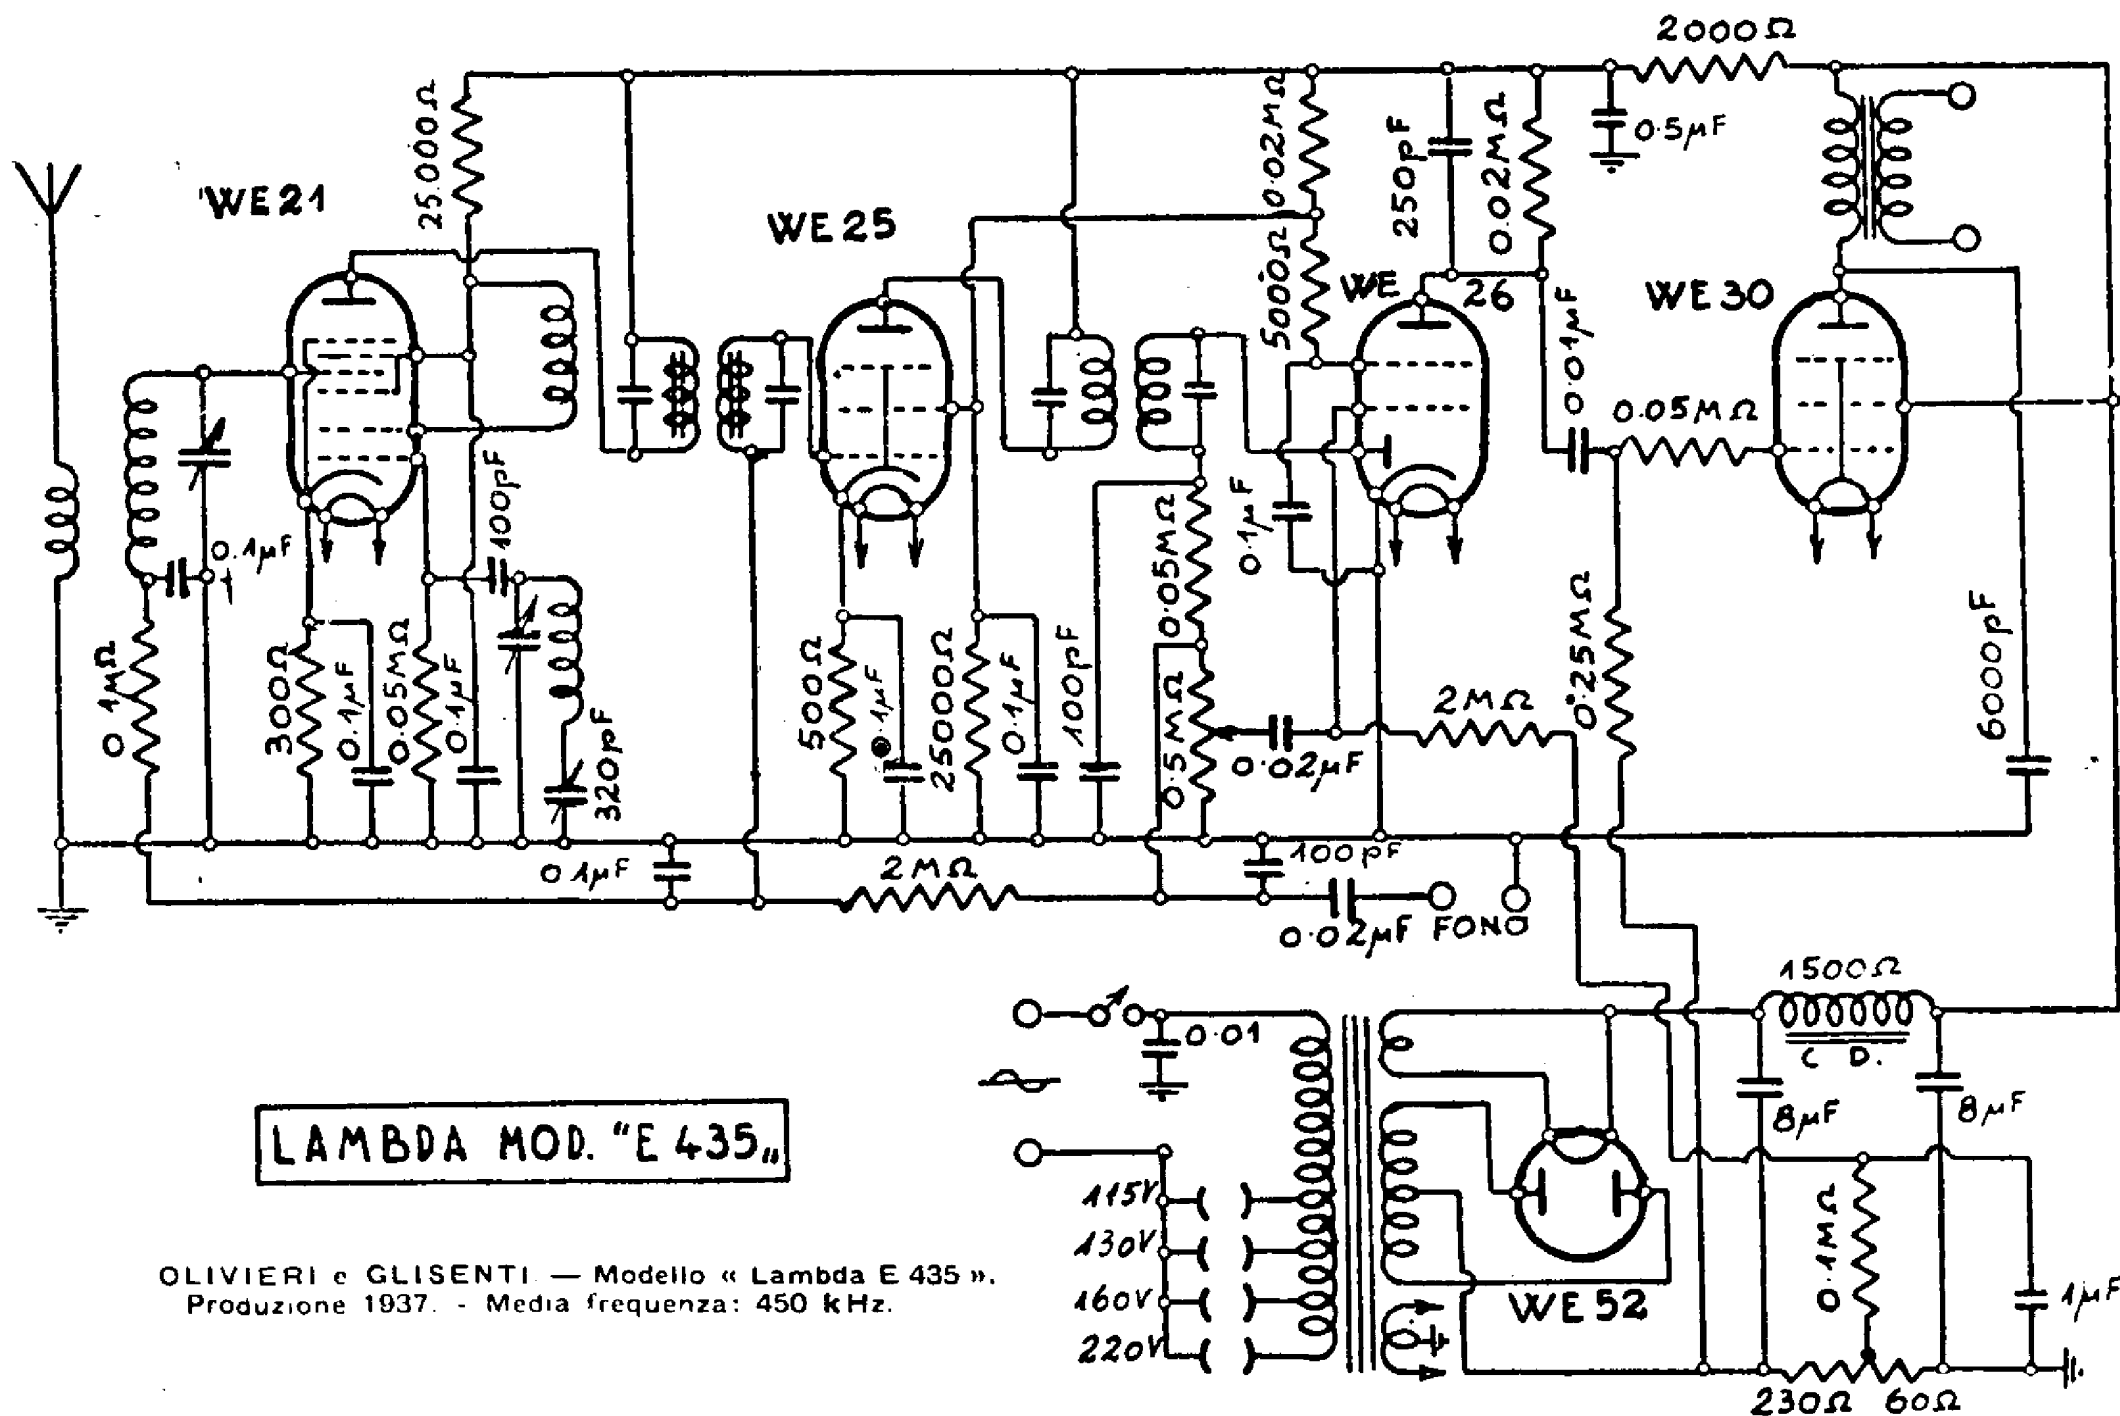 2000Ω
25.000Ω
WE21
WE25
0.02MΩ
250pF
0.02MΩ
0.5μF
50000Ω
WE
26
WE30
0.01μF
0.05MΩ
0.1μF
100pF
0.1μF
0.05MΩ
0.25MΩ
0 1MΩ
300Ω
0.1μF
0.05MΩ
0.1μF
320pF
500Ω
0.1μF
25000Ω
0.1μF
100pF
0.5MΩ
0.02μF
2MΩ
6000pF
0 1μF
2MΩ
100pF
0.02μF
FONO
1500Ω
C D.
0.01
8μF
8μF
LAMBDA MOD. "E 435„
115V
130V
160V
220V
WE52
0.1MΩ
1μF
230Ω
60Ω
OLIVIERI e GLISENTI — Modello « Lambda E 435 ».
Produzione 1937. - Media frequenza: 450 kHz.